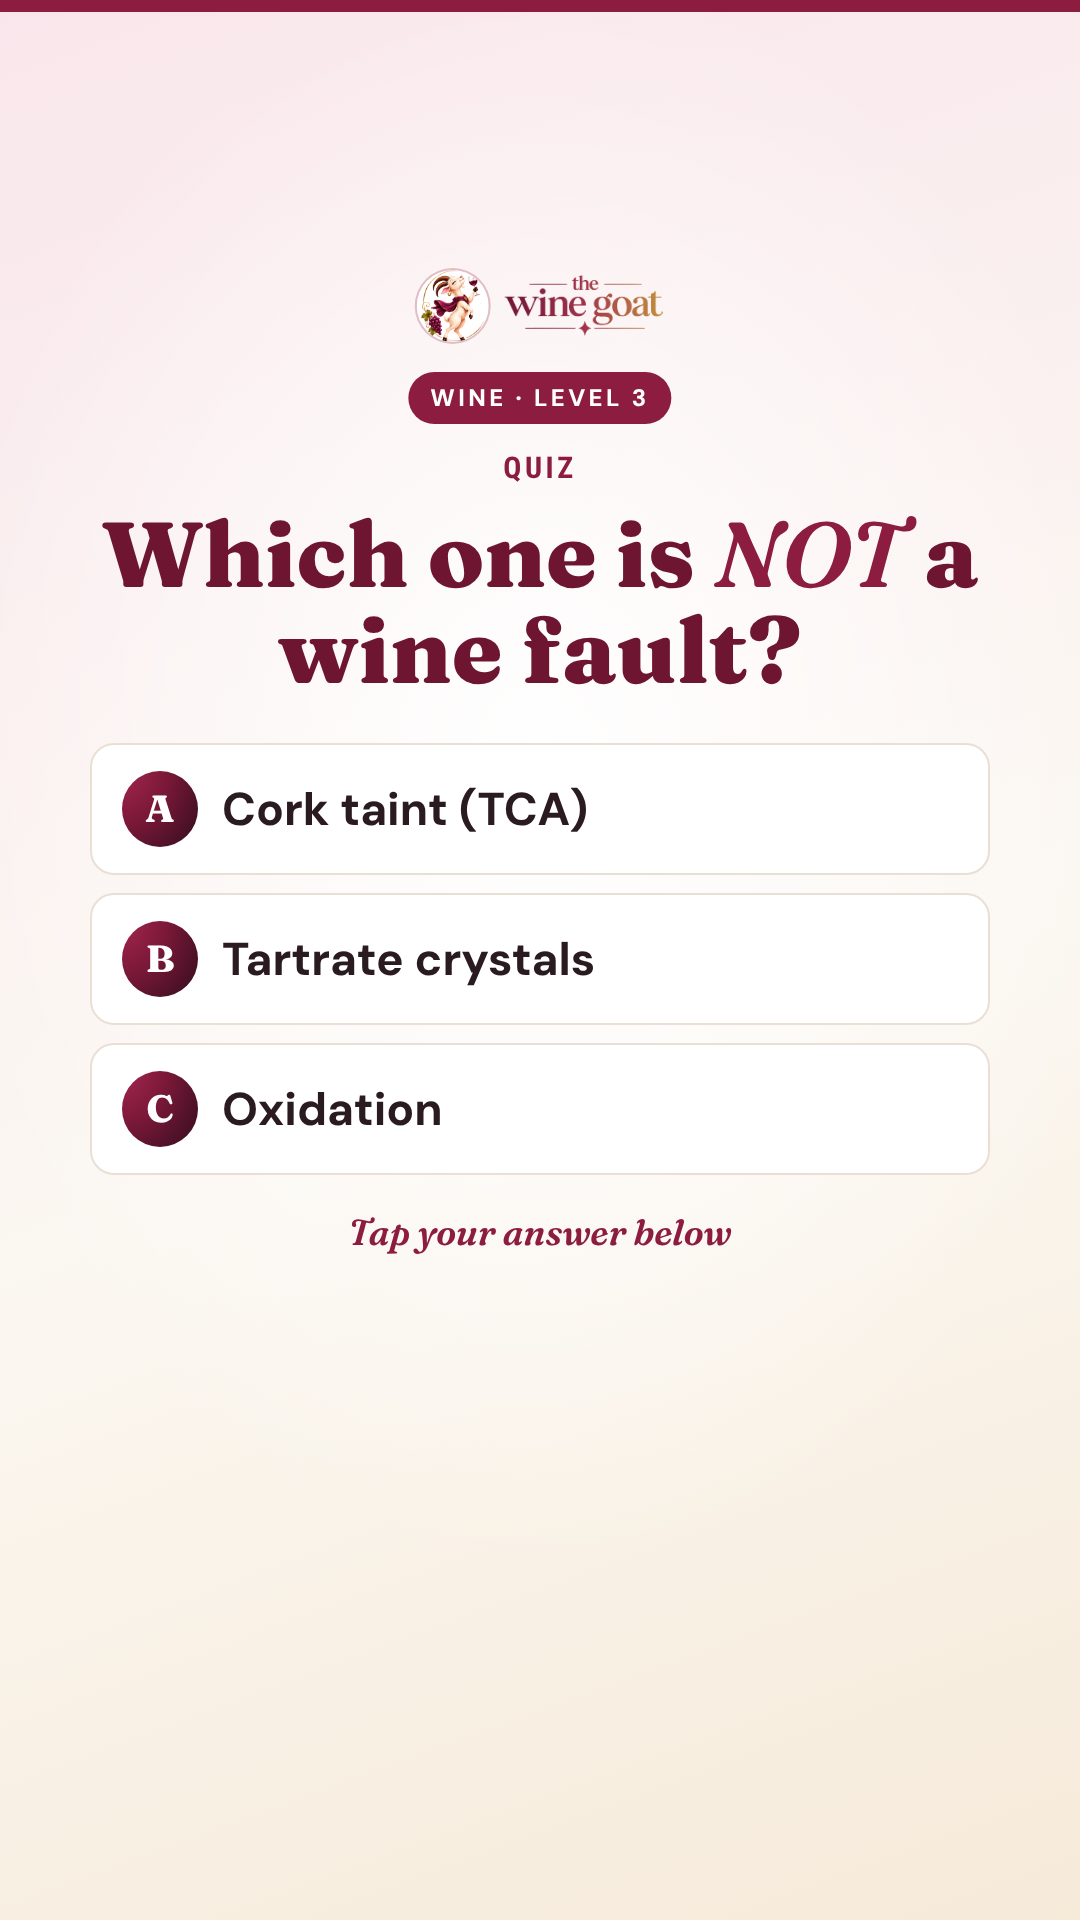 the
wine goat
WINE · LEVEL 3
QUIZ
Which one is NOT a
wine fault?
A Cork taint (TCA)
B Tartrate crystals
C Oxidation
Tap your answer below